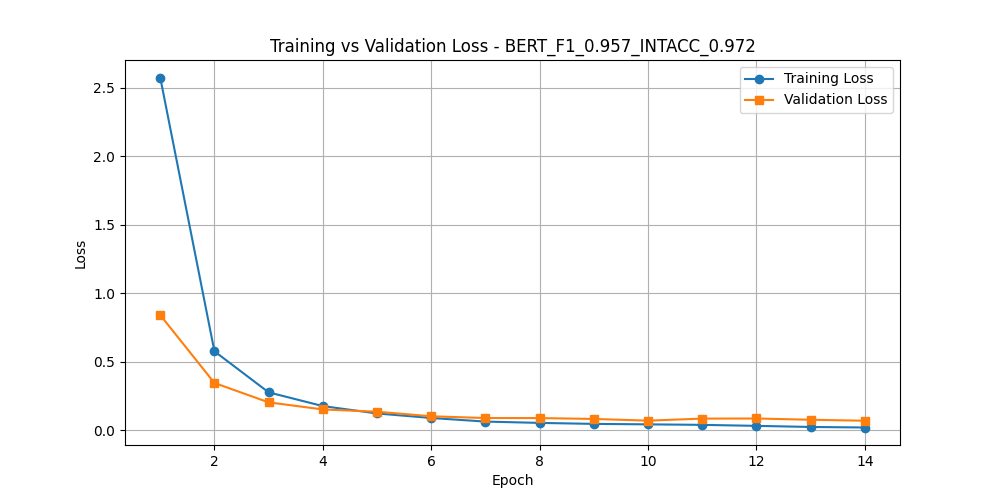 Training vs Validation Loss - BERT_F1_0.957_INTACC_0.972
Training Loss
Validation Loss
2.5
2.0
1.5
1.0
0.5
0.0
Loss
2 4 6 8 10 12 14
Epoch